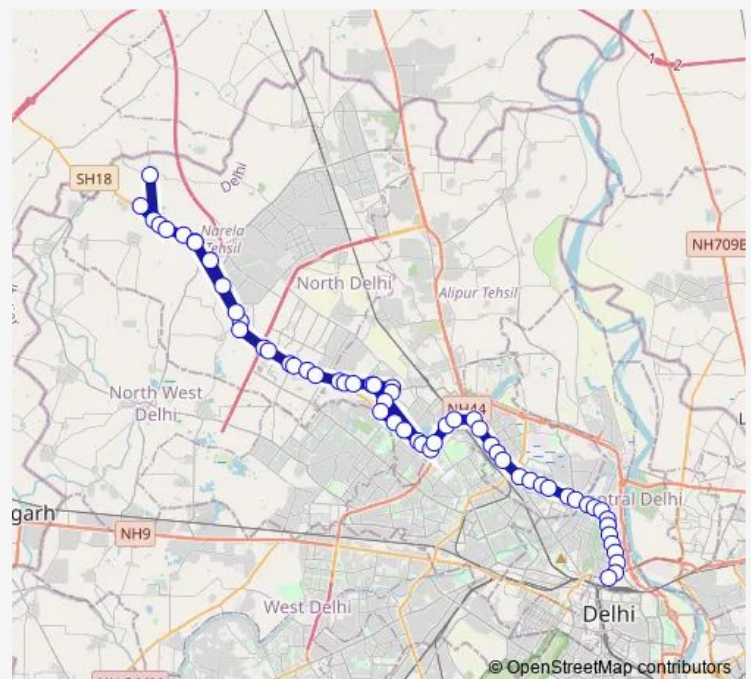 1 2
SH18
Delhi
Narela
Tehsil
NH709B
North Delhi
Alipur Tehsil
North West
Delhi
NH44
Central Delhi
garh
NH9
West Delhi
Delhi
© OpenStreetMap contributors